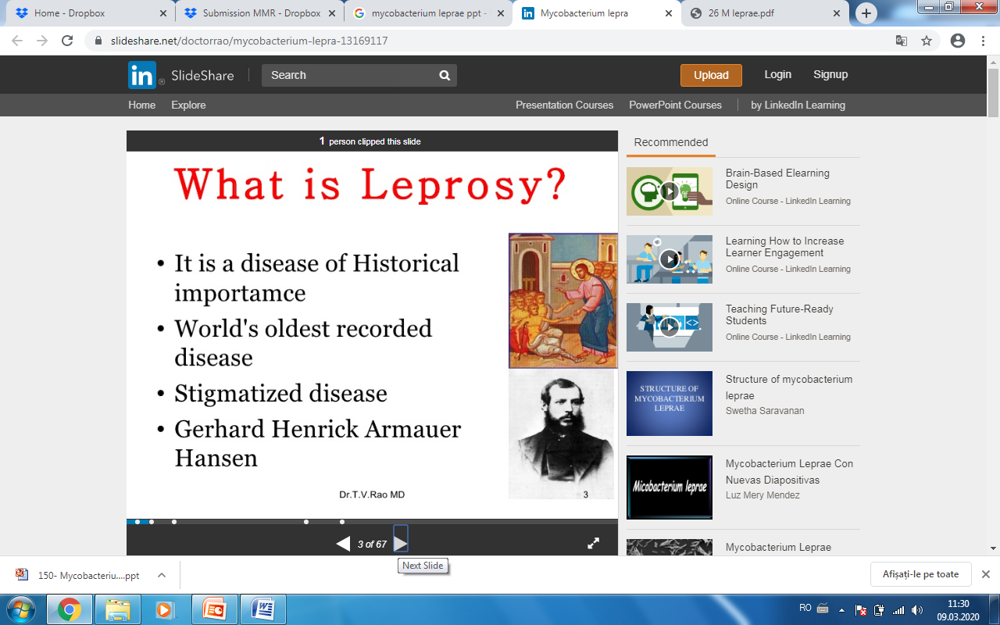 Home - Dropbox
Submission MMR - Dropbox
mycobacterium leprae ppt -
Mycobacterium lepra
26 M leprae.pdf
slideshare.net/doctorrao/mycobacterium-lepra-13169117
in ® SlideShare
Search
Upload
Login
Signup
Home
Explore
Presentation Courses
PowerPoint Courses
by LinkedIn Learning
1 person clipped this slide
What is Leprosy?
• It is a disease of Historical
importamce
• World's oldest recorded
disease
• Stigmatized disease
• Gerhard Henrick Armauer
Hansen
Dr.T.V.Rao MD
3
3 of 67
Next Slide
Recommended
Brain-Based Elearning
Design
Online Course - LinkedIn Learning
Learning How to Increase
Learner Engagement
Online Course - LinkedIn Learning
Teaching Future-Ready
Students
Online Course - LinkedIn Learning
STRUCTURE OF
MYCOBACTERIUM
LEPRAE
Structure of mycobacterium
leprae
Swetha Saravanan
Micobacterium leprae
Mycobacterium Leprae Con
Nuevas Diapositivas
Luz Mery Mendez
Mycobacterium Leprae
150- Mycobacteriu....ppt
Afișați-le pe toate
RO
11:30
09.03.2020